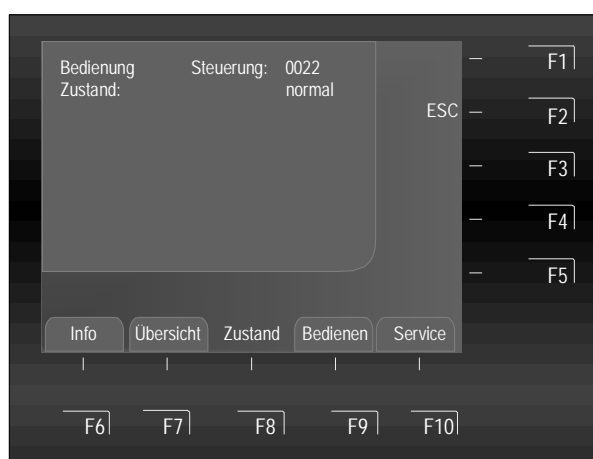 Bedienung Steuerung: 0022
Zustand: normal
F1
ESC F2
F3
F4
F5
Info Übersicht Zustand Bedienen Service
F6 F7 F8 F9 F10